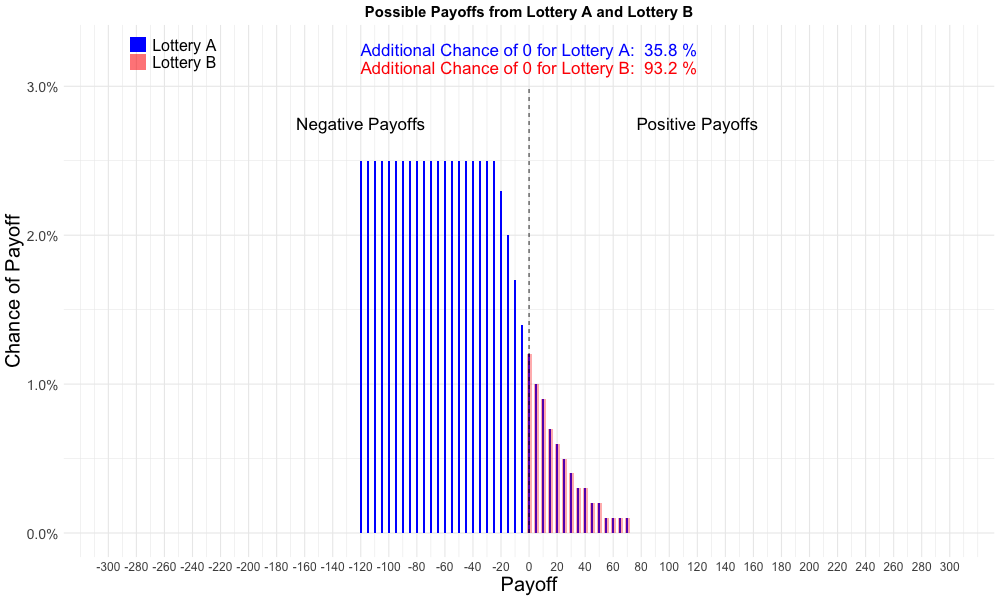 Possible Payoffs from Lottery A and Lottery B
Lottery A
Lottery B
Additional Chance of 0 for Lottery A: 35.8 %
Additional Chance of 0 for Lottery B: 93.2 %
Negative Payoffs
Positive Payoffs
Chance of Payoff
3.0%
2.0%
1.0%
0.0%
-300 -280 -260 -240 -220 -200 -180 -160 -140 -120 -100 -80 -60 -40 -20 0 20 40 60 80 100 120 140 160 180 200 220 240 260 280 300
Payoff